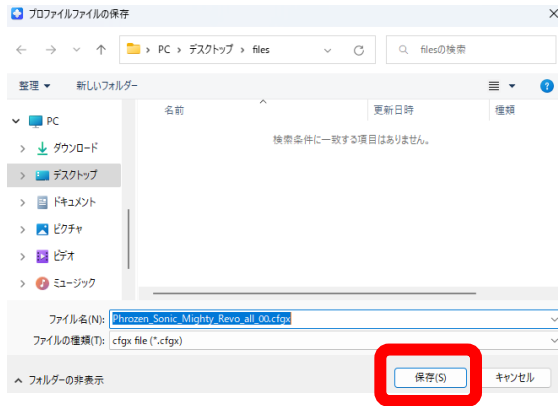 プロファイルファイルの保存
PC › デスクトップ › files
filesの検索
整理 新しいフォルダー
名前 更新日時 種類
検索条件に一致する項目はありません。
PC
ダウンロード
デスクトップ
ドキュメント
ピクチャ
ビデオ
ミュージック
ファイル名(N): Phrozen_Sonic_Mighty_Revo_all_00.cfgx
ファイルの種類(T): cfgx file (*.cfgx)
フォルダーの非表示
保存(S) キャンセル